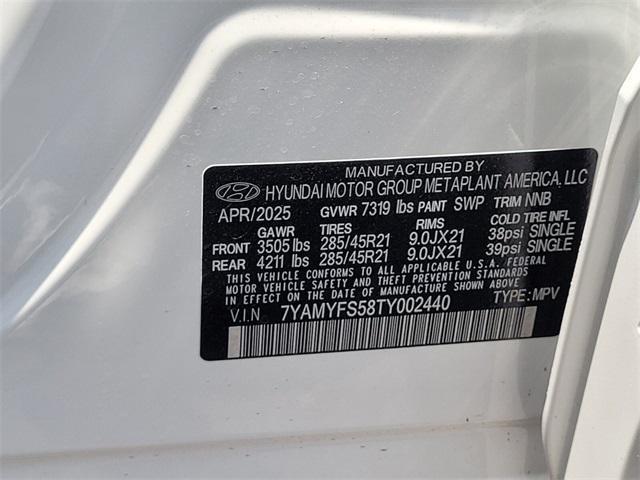 MANUFACTURED BY
HYUNDAI MOTOR GROUP METAPLANT AMERICA, LLC
APR/2025 GVWR 7319 lbs PAINT SWP TRIM NNB
GAWR TIRES RIMS COLD TIRE INFL
FRONT 3505 lbs 285/45R21 9.0JX21 38psi SINGLE
REAR 4211 lbs 285/45R21 9.0JX21 39psi SINGLE
THIS VEHICLE CONFORMS TO ALL APPLICABLE U.S.A. FEDERAL
MOTOR VEHICLE SAFETY AND THEFT PREVENTION STANDARDS
IN EFFECT ON THE DATE OF MANUFACTURE SHOWN ABOVE.
V.I.N 7YAMYFS58TY002440 TYPE:MPV